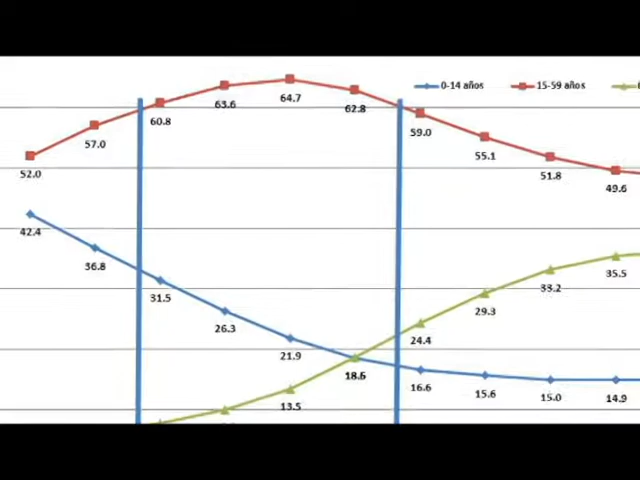 0-14 años 15-59 años
52.0 57.0 60.8 63.6 64.7 62.8 59.0 55.1 51.8 49.6
42.4 36.8 31.5 26.3 21.9 18.6 16.6 15.6 15.0 14.9
13.5 24.4 29.3 33.2 35.5